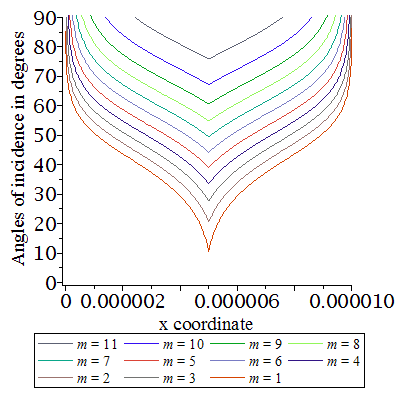 90
80
70
60
50
40
30
20
10
0
Angles of incidence in degrees
0 0.000002 0.000006 0.000010
x coordinate
m = 11 m = 10 m = 9 m = 8
m = 7 m = 5 m = 6 m = 4
m = 2 m = 3 m = 1